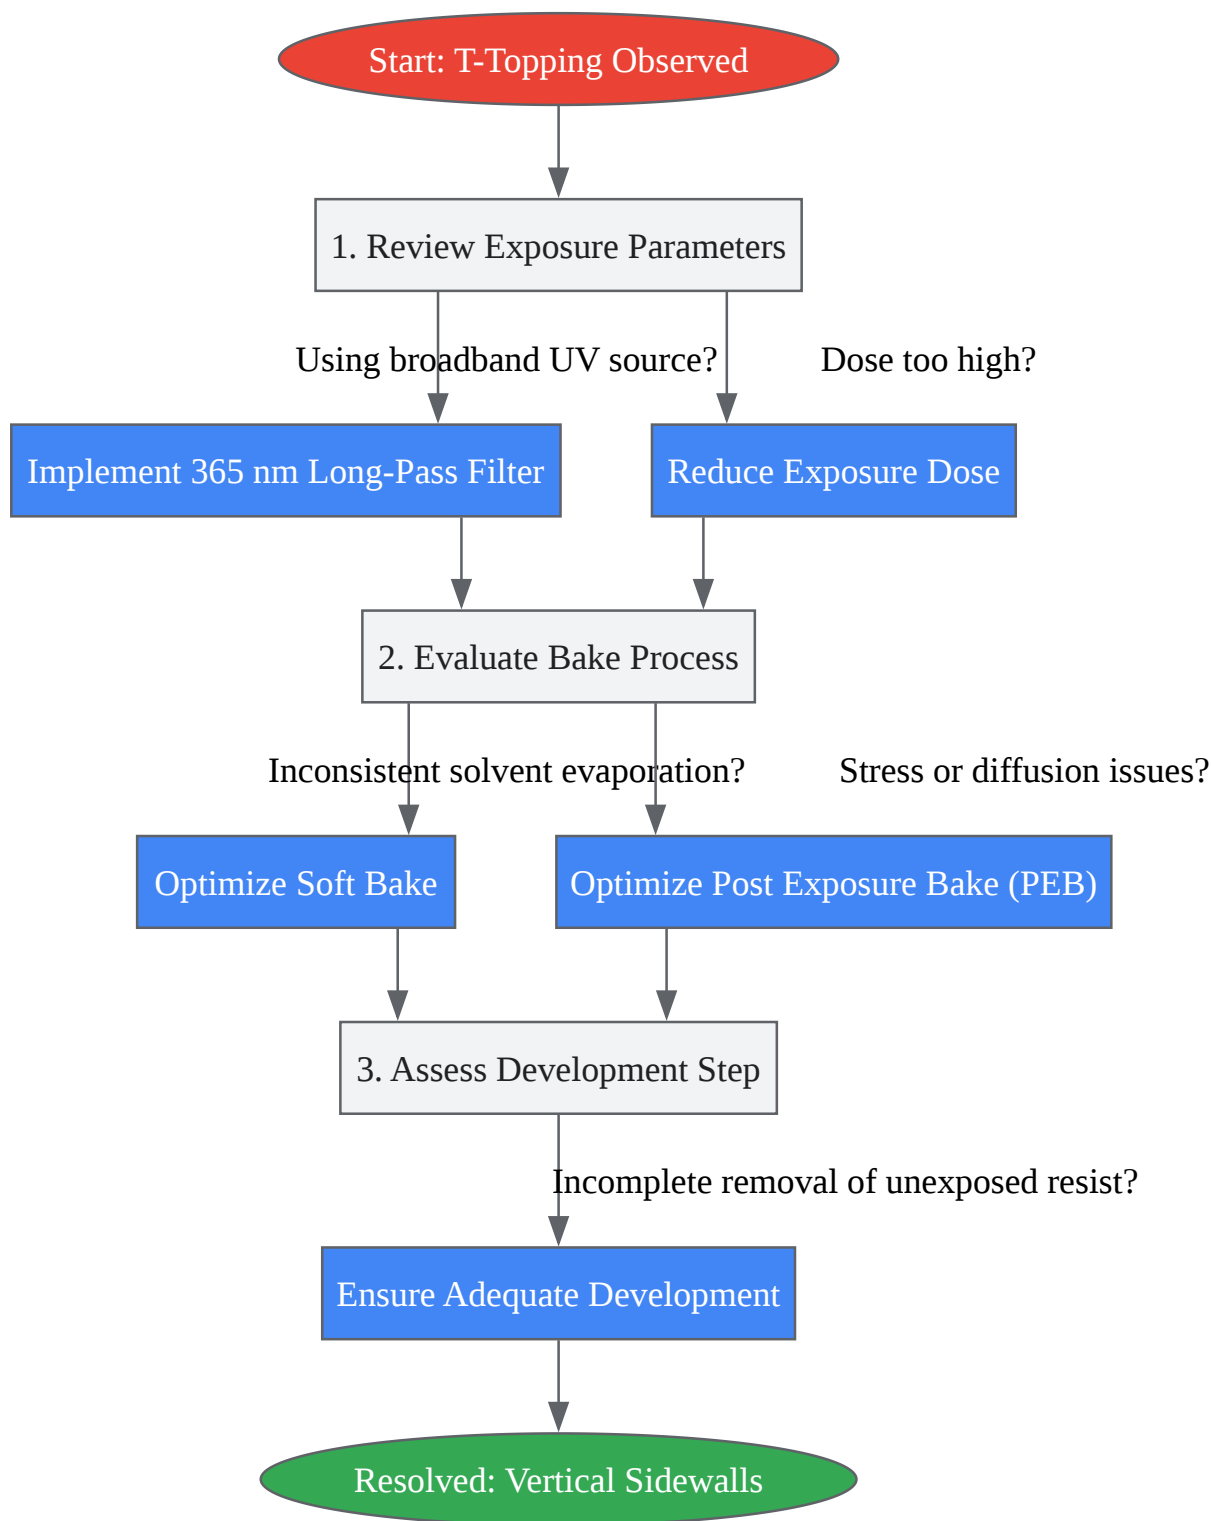 Start: T-Topping Observed
1. Review Exposure Parameters
Using broadband UV source?
Dose too high?
Implement 365 nm Long-Pass Filter
Reduce Exposure Dose
2. Evaluate Bake Process
Inconsistent solvent evaporation?
Stress or diffusion issues?
Optimize Soft Bake
Optimize Post Exposure Bake (PEB)
3. Assess Development Step
Incomplete removal of unexposed resist?
Ensure Adequate Development
Resolved: Vertical Sidewalls